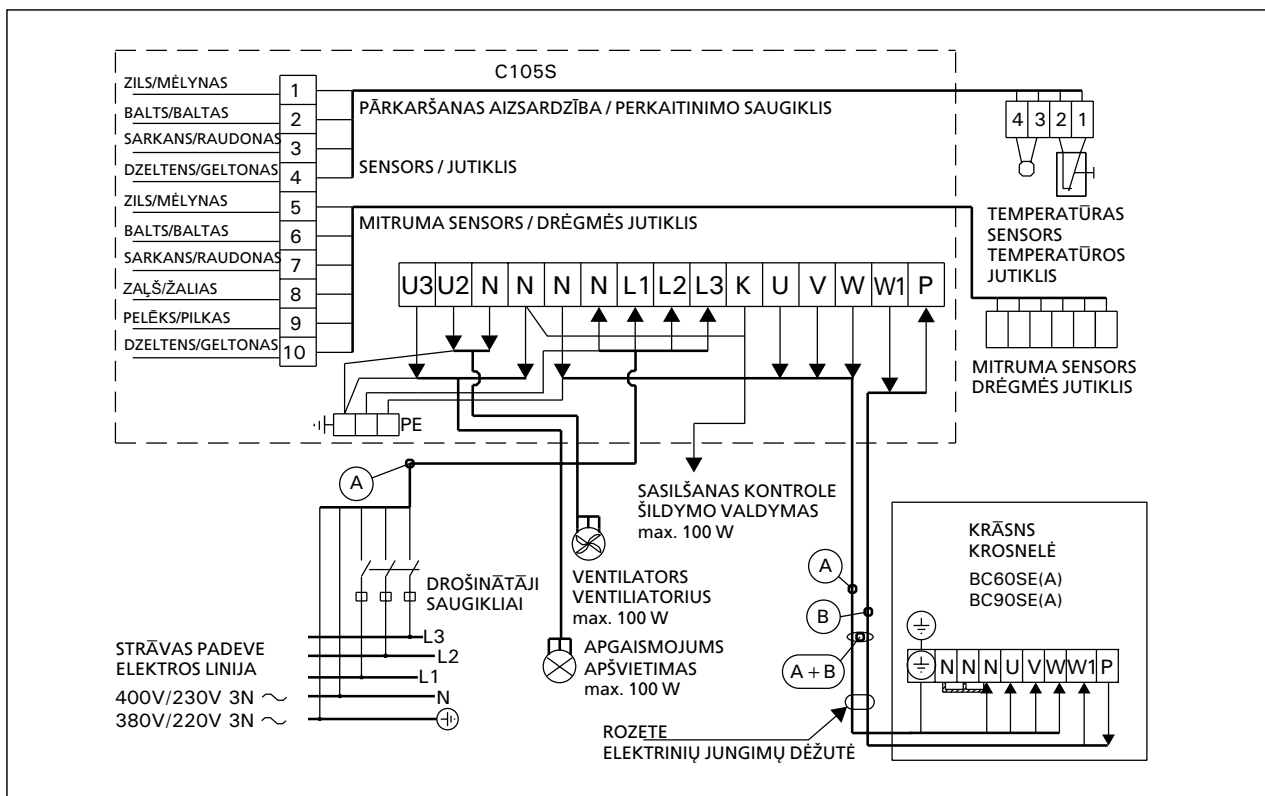 C105S
ZILS/MĖLYNAS 1
BALTS/BALTAS 2
SARKANS/RAUDONAS 3
DZELTENS/GELTONAS 4
ZILS/MĖLYNAS 5
BALTS/BALTAS 6
SARKANS/RAUDONAS 7
ZAĻŠ/ŽALIAS 8
PELĒKS/PILKAS 9
DZELTENS/GELTONAS 10
PĀRKARŠANAS AIZSARDZĪBA / PERKAITINIMO SAUGIKLIS
SENSORS / JUTIKLIS
MITRUMA SENSORS / DRĖGMĖS JUTIKLIS
4 3 2 1
TEMPERATŪRAS
SENSORS
TEMPERATŪROS
JUTIKLIS
U3 U2 N N N N L1 L2 L3 K U V W W1 P
MITRUMA SENSORS
DRĖGMĖS JUTIKLIS
PE
A
SASILŠANAS KONTROLE
ŠILDYMO VALDYMAS
max. 100 W
DROŠINĀTĀJI
SAUGIKLIAI
VENTILATORS
VENTILIATORIUS
max. 100 W
APGAISMOJUMS
APŠVIETIMAS
max. 100 W
STRĀVAS PADEVE
ELEKTROS LINIJA
400V/230V 3N ~
380V/220V 3N ~
L3
L2
L1
N
A
B
A + B
ROZETE
ELEKTRINIŲ JUNGIMŲ DĖŽUTĖ
KRĀSNS
KROSNELĖ
BC60SE(A)
BC90SE(A)
N N N U V W W1 P